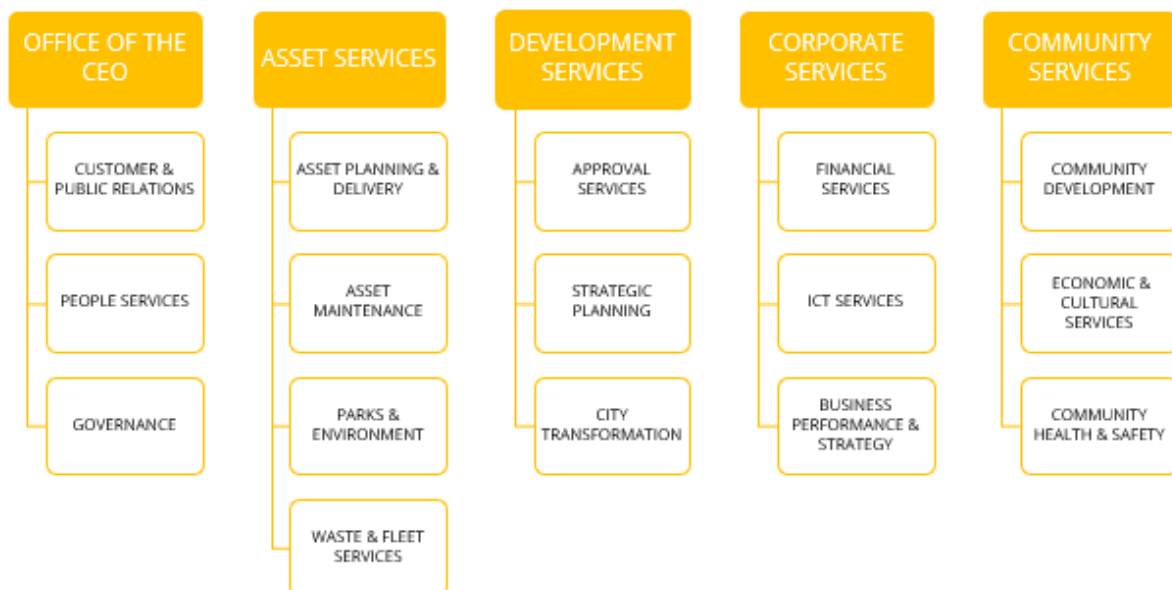 OFFICE OF THE
CEO
CUSTOMER &
PUBLIC RELATIONS
PEOPLE SERVICES
GOVERNANCE
ASSET SERVICES
ASSET PLANNING &
DELIVERY
ASSET
MAINTENANCE
PARKS &
ENVIRONMENT
WASTE & FLEET
SERVICES
DEVELOPMENT
SERVICES
APPROVAL
SERVICES
STRATEGIC
PLANNING
CITY
TRANSFORMATION
CORPORATE
SERVICES
FINANCIAL
SERVICES
ICT SERVICES
BUSINESS
PERFORMANCE &
STRATEGY
COMMUNITY
SERVICES
COMMUNITY
DEVELOPMENT
ECONOMIC &
CULTURAL
SERVICES
COMMUNITY
HEALTH & SAFETY